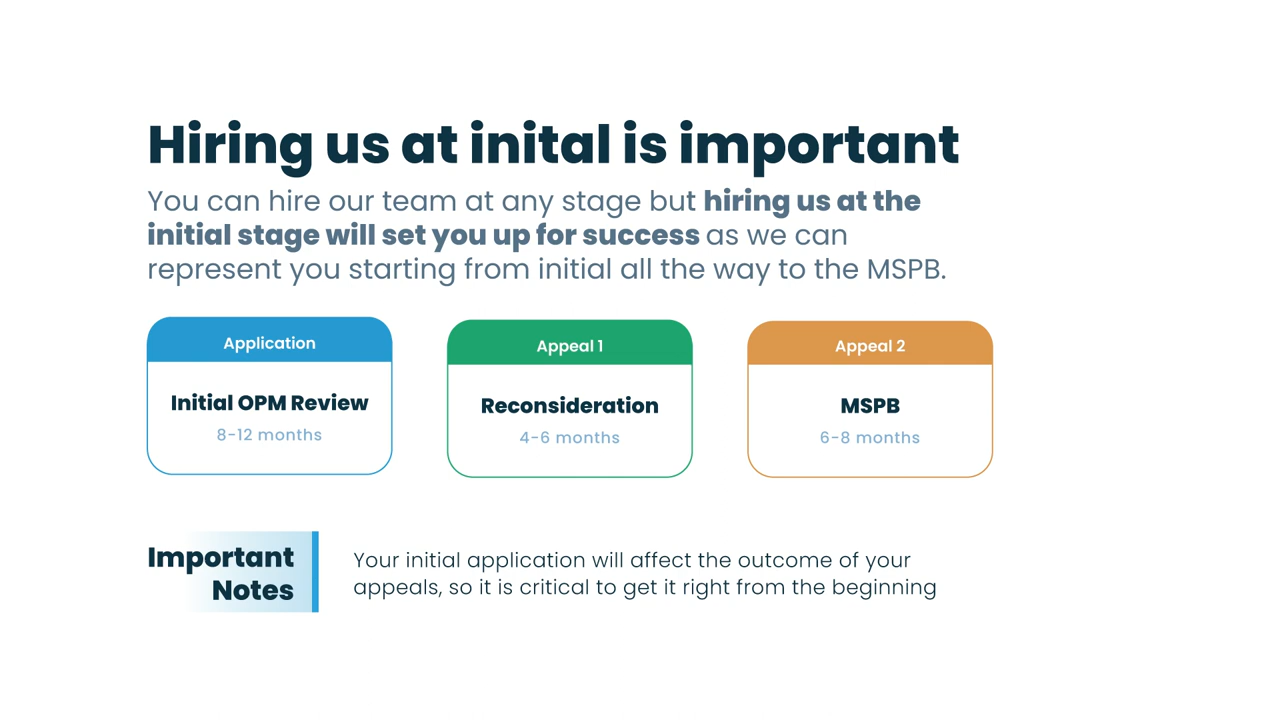 Hiring us at inital is important
You can hire our team at any stage but hiring us at the
initial stage will set you up for success as we can
represent you starting from initial all the way to the MSPB.
Application
Initial OPM Review
8-12 months
Appeal 1
Reconsideration
4-6 months
Appeal 2
MSPB
6-8 months
Important
Notes
Your initial application will affect the outcome of your
appeals, so it is critical to get it right from the beginning